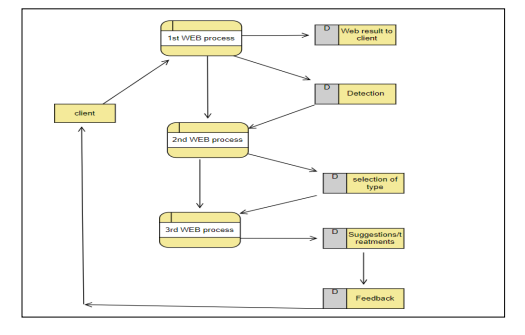 1st WEB process
D
Web result to
client
D
Detection
client
2nd WEB process
D
selection of
type
3rd WEB process
D
Suggestions/t
reatments
D
Feedback